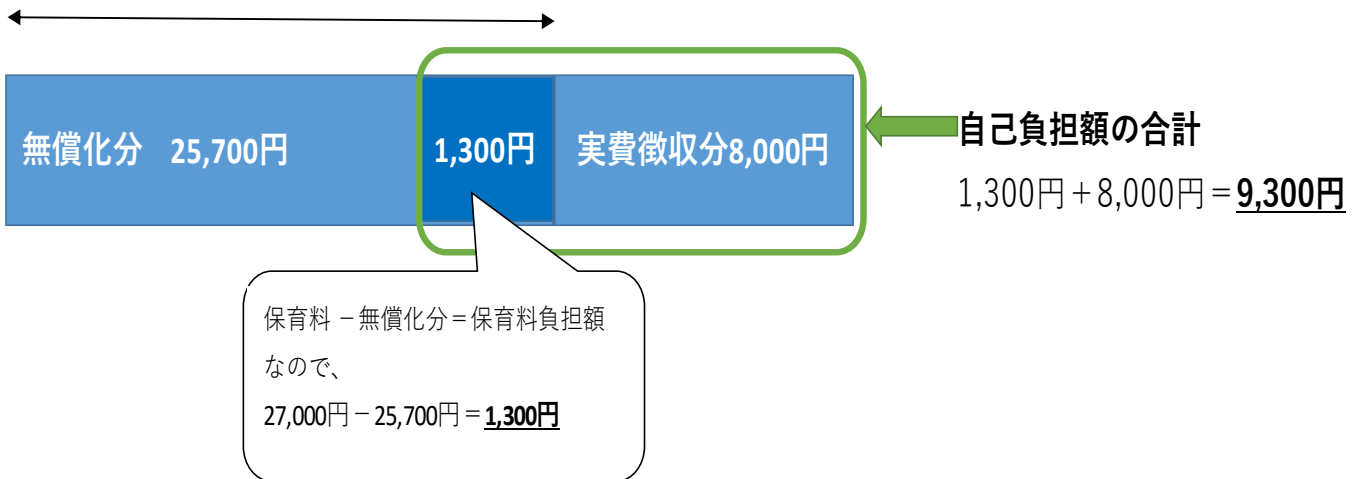 無償化分　25,700円
1,300円
実費徴収分8,000円
自己負担額の合計
1,300円＋8,000円＝9,300円
保育料 －無償化分＝保育料負担額
なので、
27,000円－25,700円＝1,300円